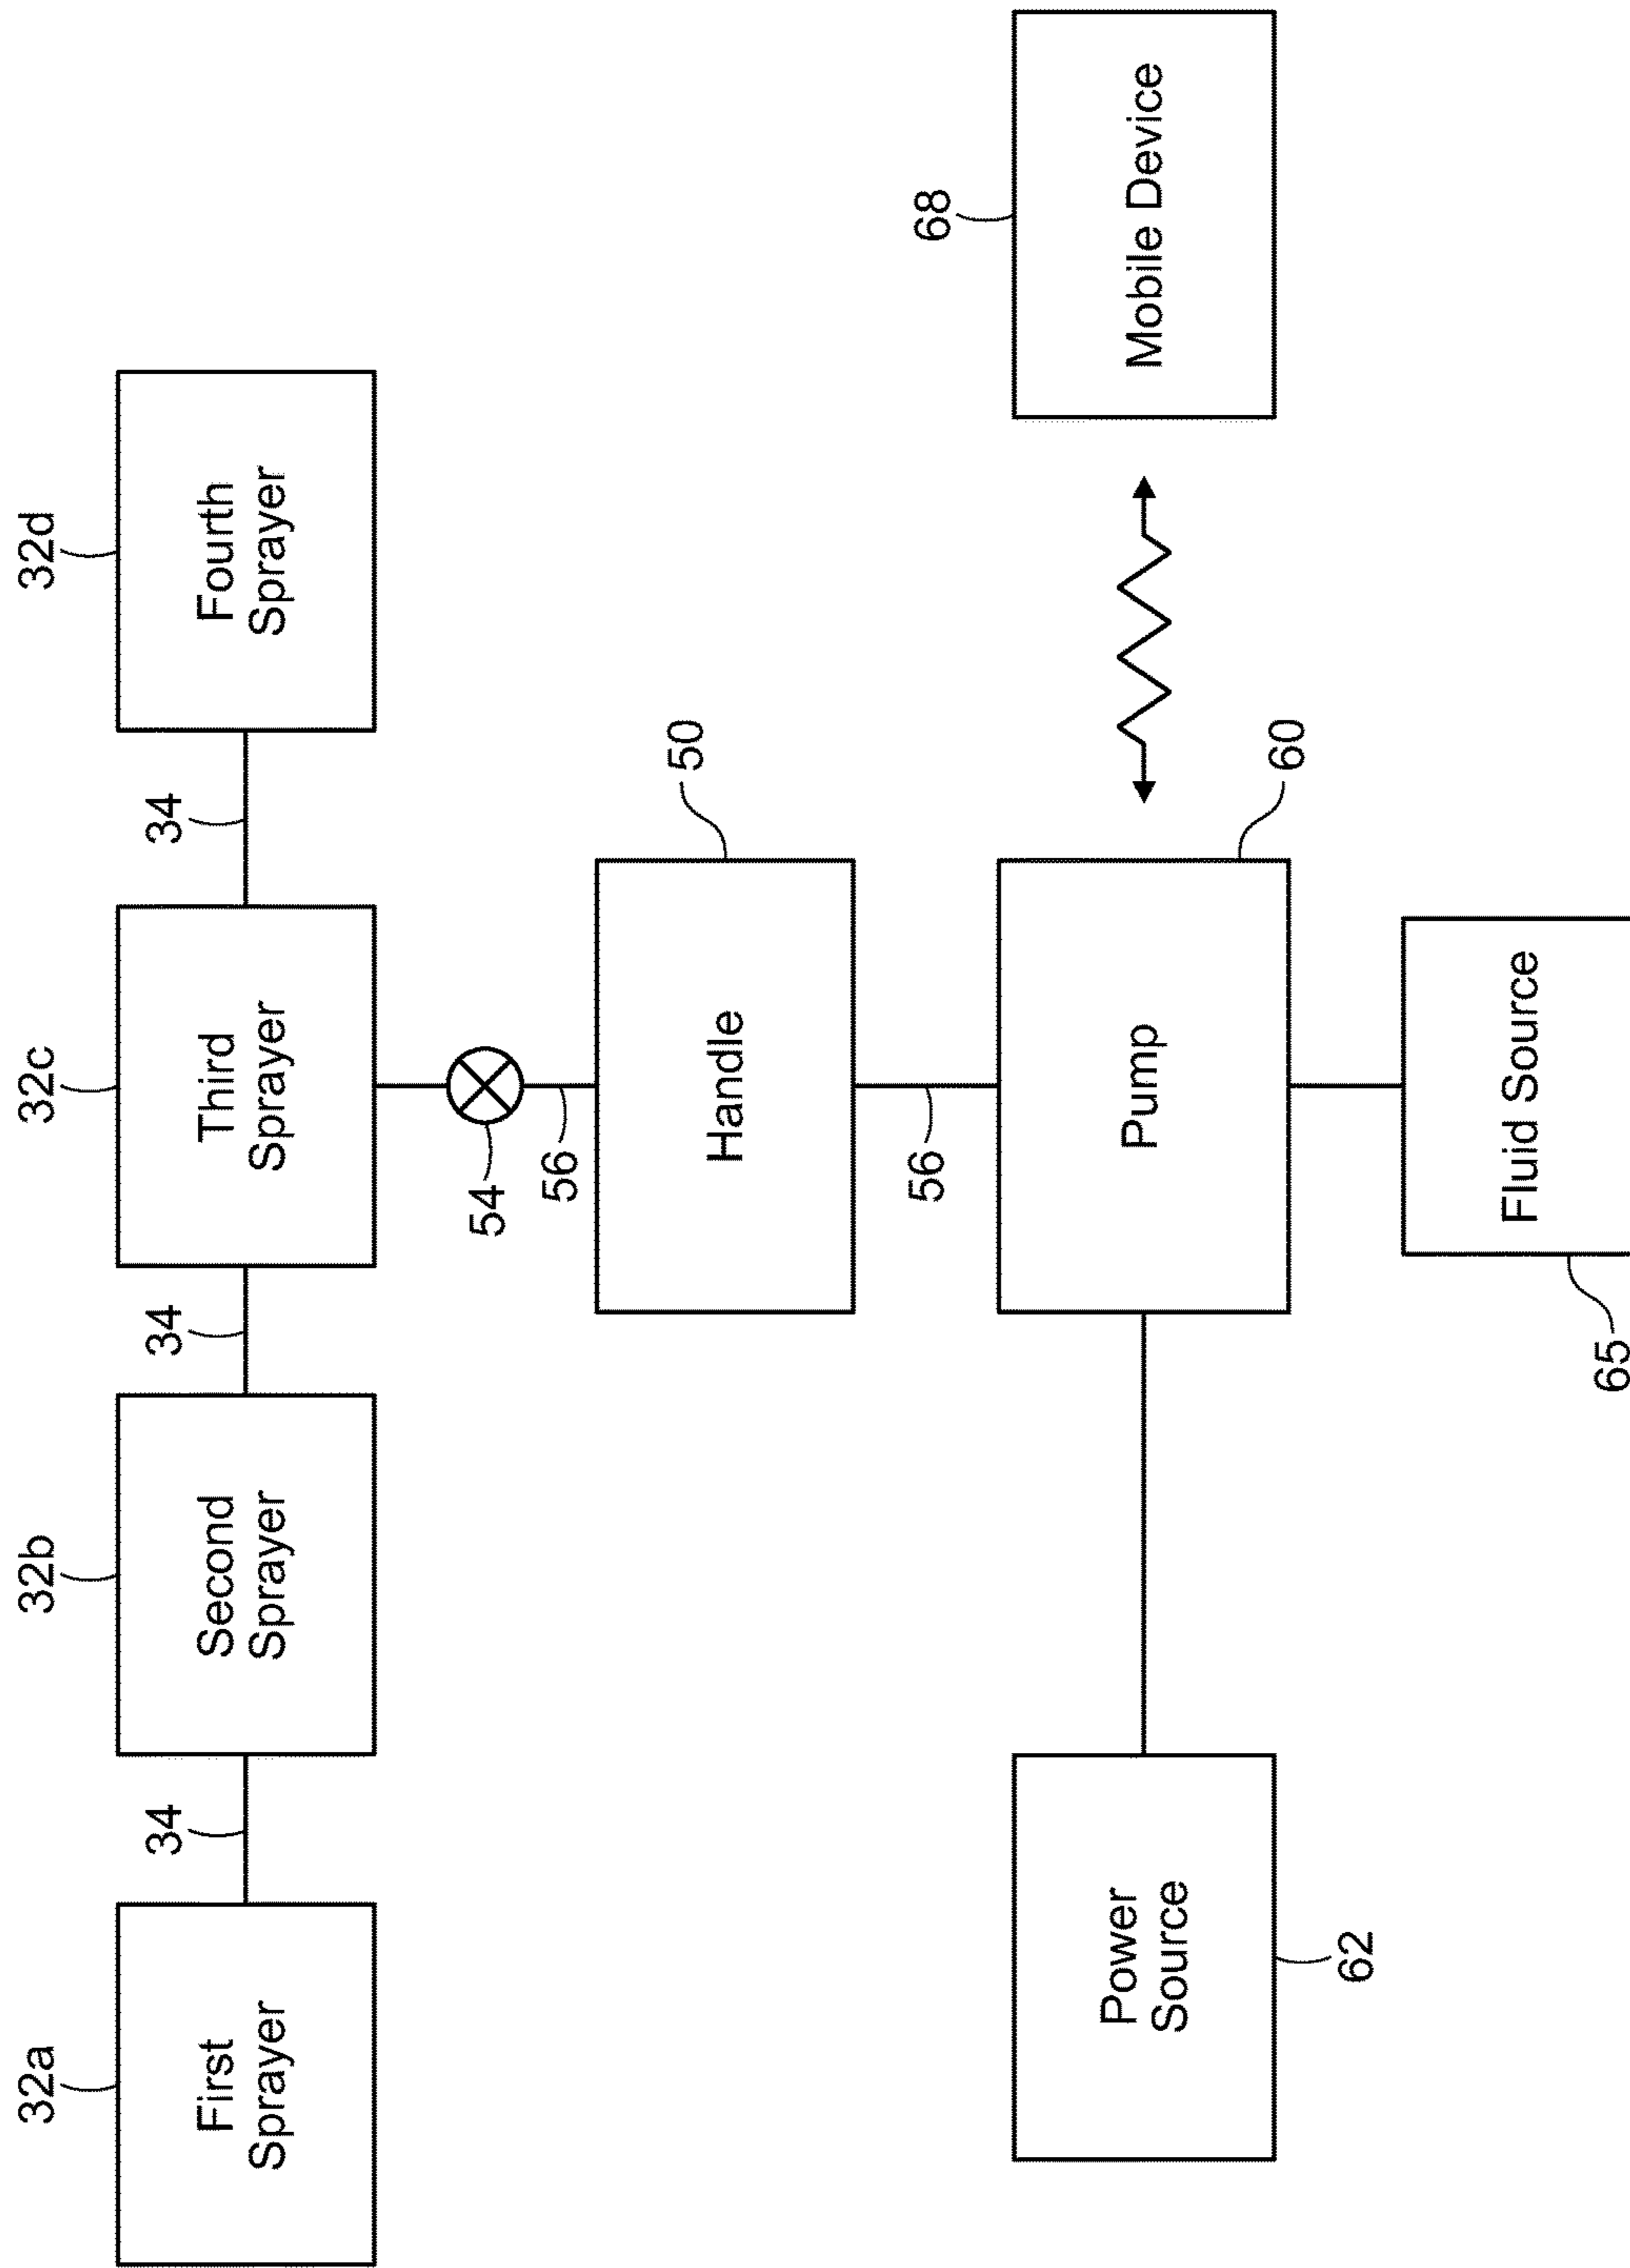 32a
32b
32c
32d
First
Sprayer
34
Second
Sprayer
34
Third
Sprayer
34
Fourth
Sprayer
54
56
50
Handle
56
60
68
Power
Source
62
Pump
Mobile Device
65
Fluid Source